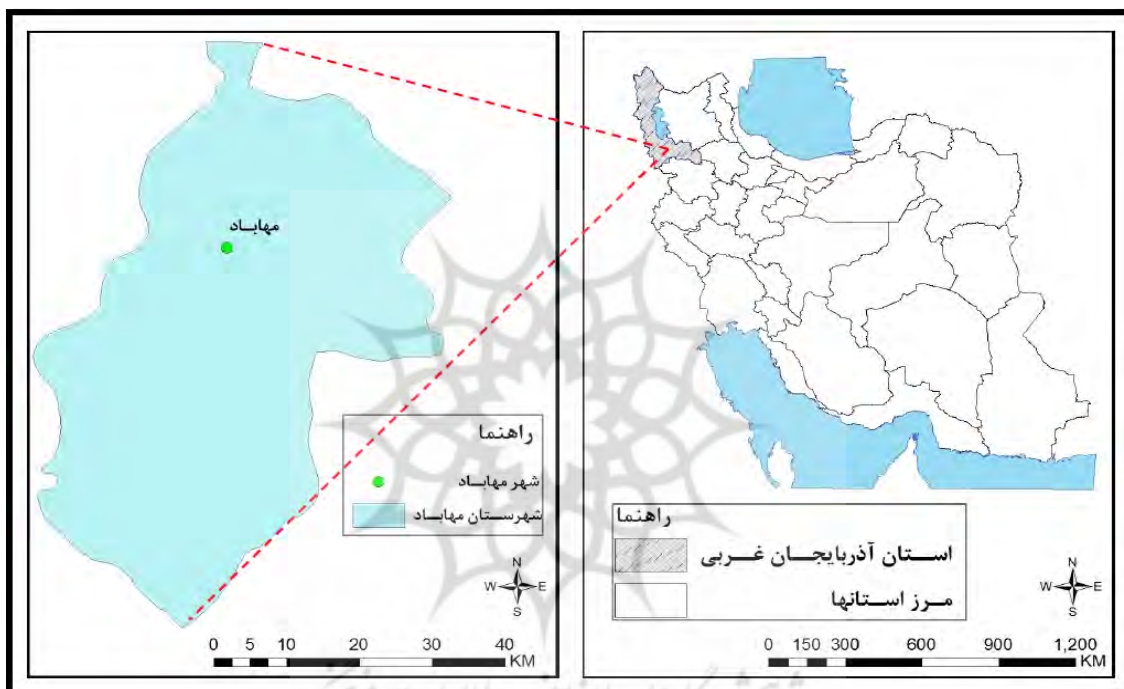 مهاباد
راهنما
شهر مهاباد
شهرستان مهاباد
N
W E
S
0 5 10 20 30 40
KM
راهنما
استان آذربایجان غربی
مرز استانها
N
W E
S
0 150 300 600 900 1,200
KM